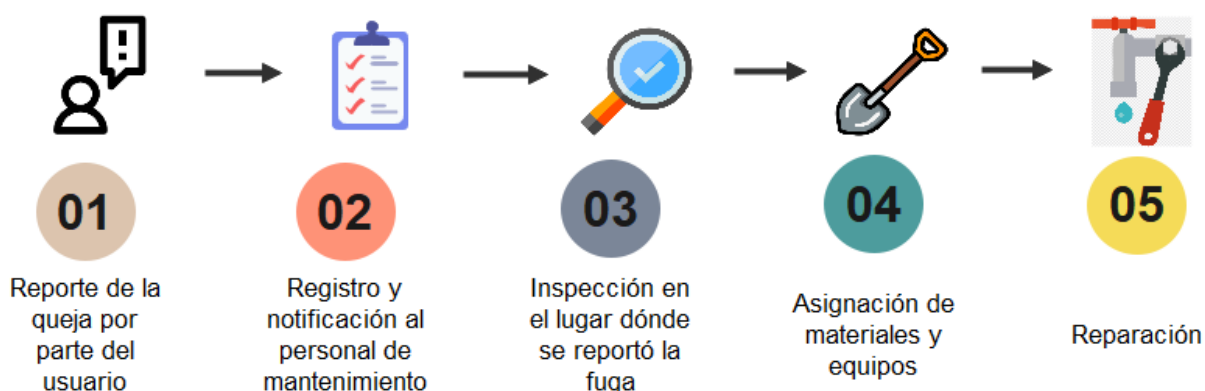 01
Reporte de la
queja por
parte del
usuario
02
Registro y
notificación al
personal de
mantenimiento
03
Inspección en
el lugar dónde
se reportó la
fuga
04
Asignación de
materiales y
equipos
05
Reparación